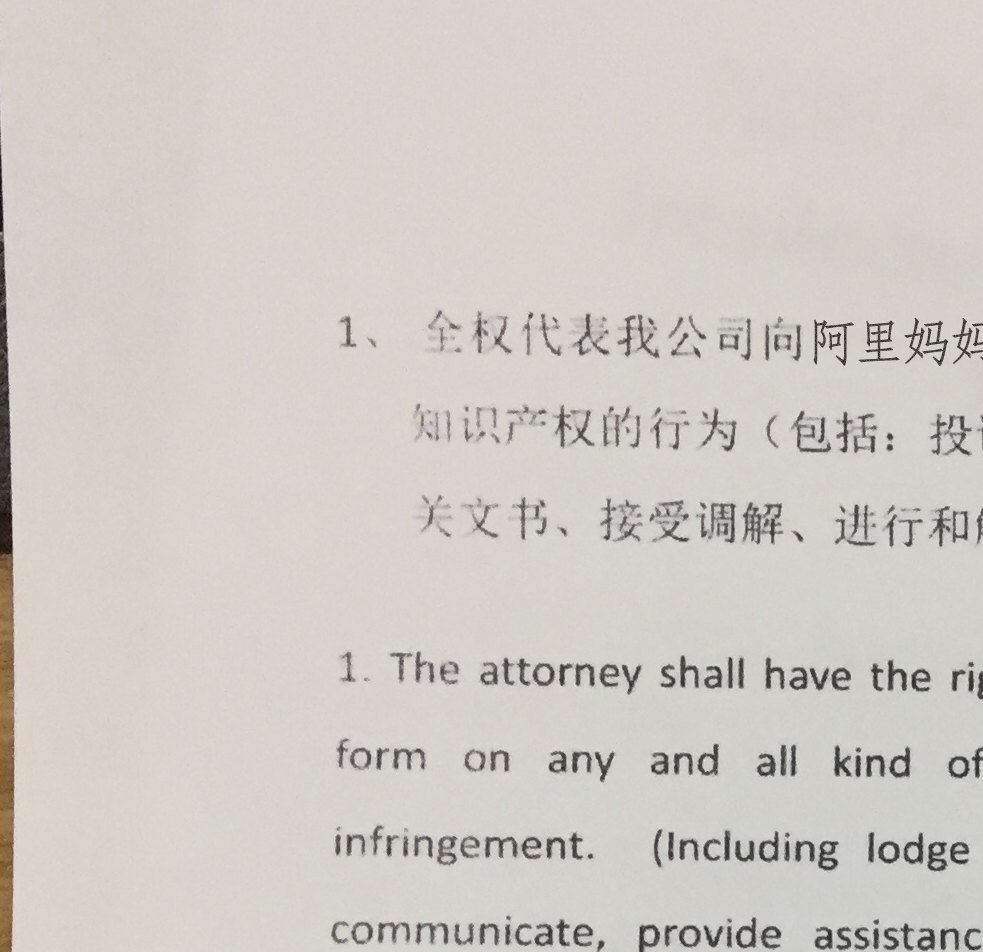 1、 全权代表我公司向阿里妈妈
知识产权的行为（包括：投
关文书、接受调解、进行和
1. The attorney shall have the
form on any and all kind of
infringement. (Including lodge
communicate, provide